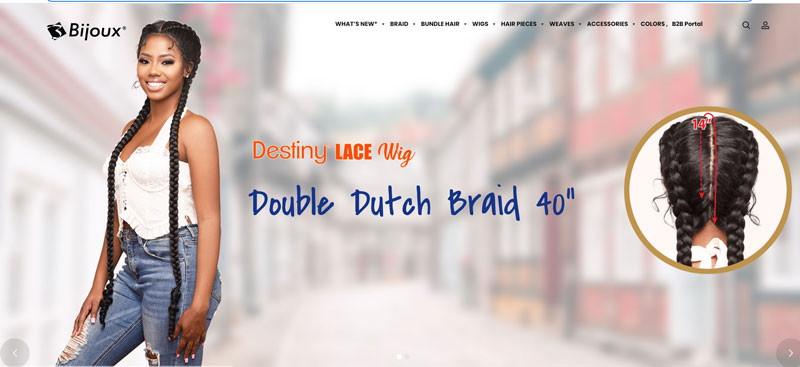 Bijoux®
WHAT'S NEW* • BRAID • BUNDLE HAIR • WIGS • HAIR PIECES • WEAVES • ACCESSORIES • COLORS , B2B Portal
14"
Destiny LACE Wig
Double Dutch Braid 40"